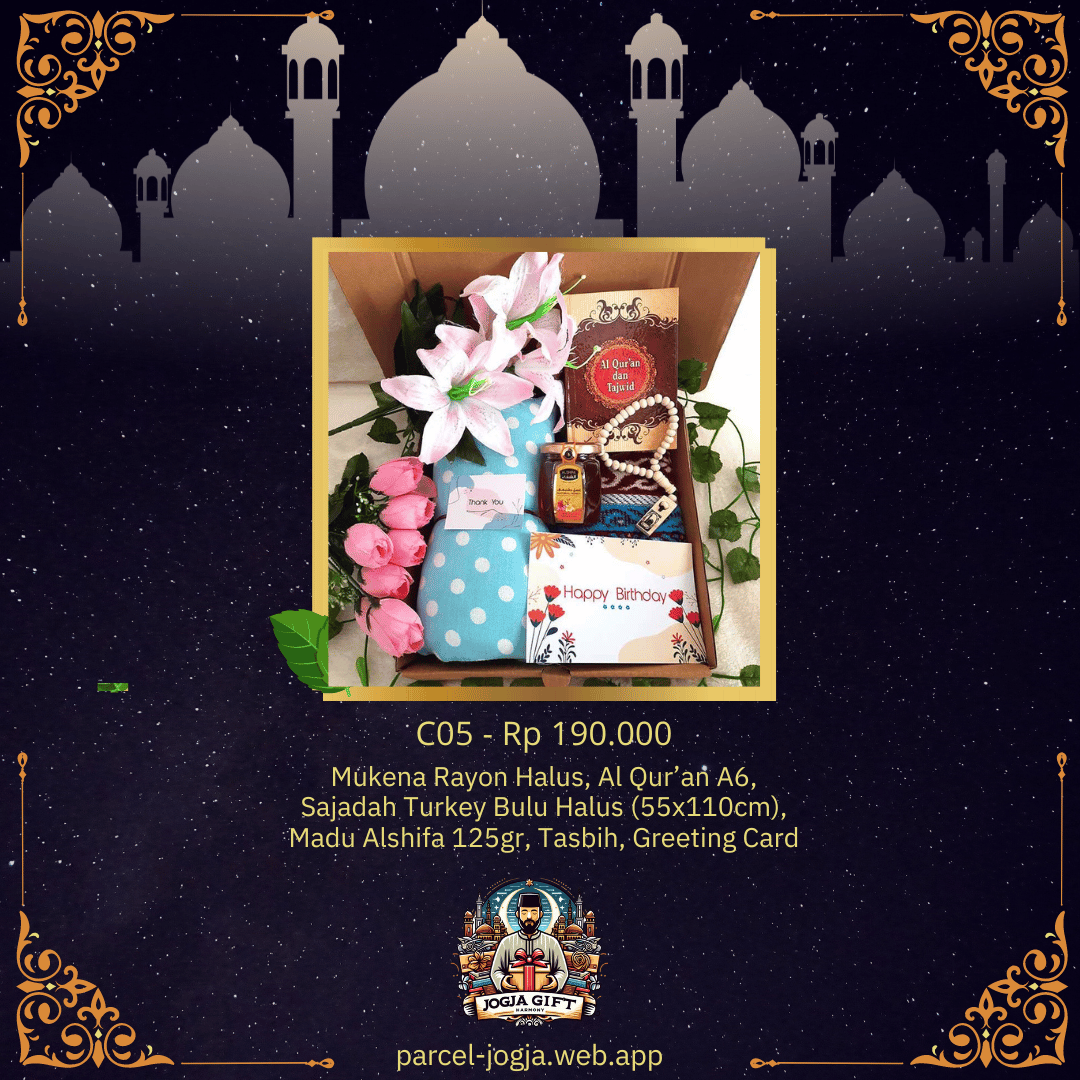 Al Qur'an
dan
Tajwid
Thank You
Happy Birthday
C05 - Rp 190.000
Mukena Rayon Halus, Al Qur’an A6,
Sajadah Turkey Bulu Halus (55x110cm),
Madu Alshifa 125gr, Tasbih, Greeting Card
JOGJA GIFT
HARMONY
parcel-jogja.web.app